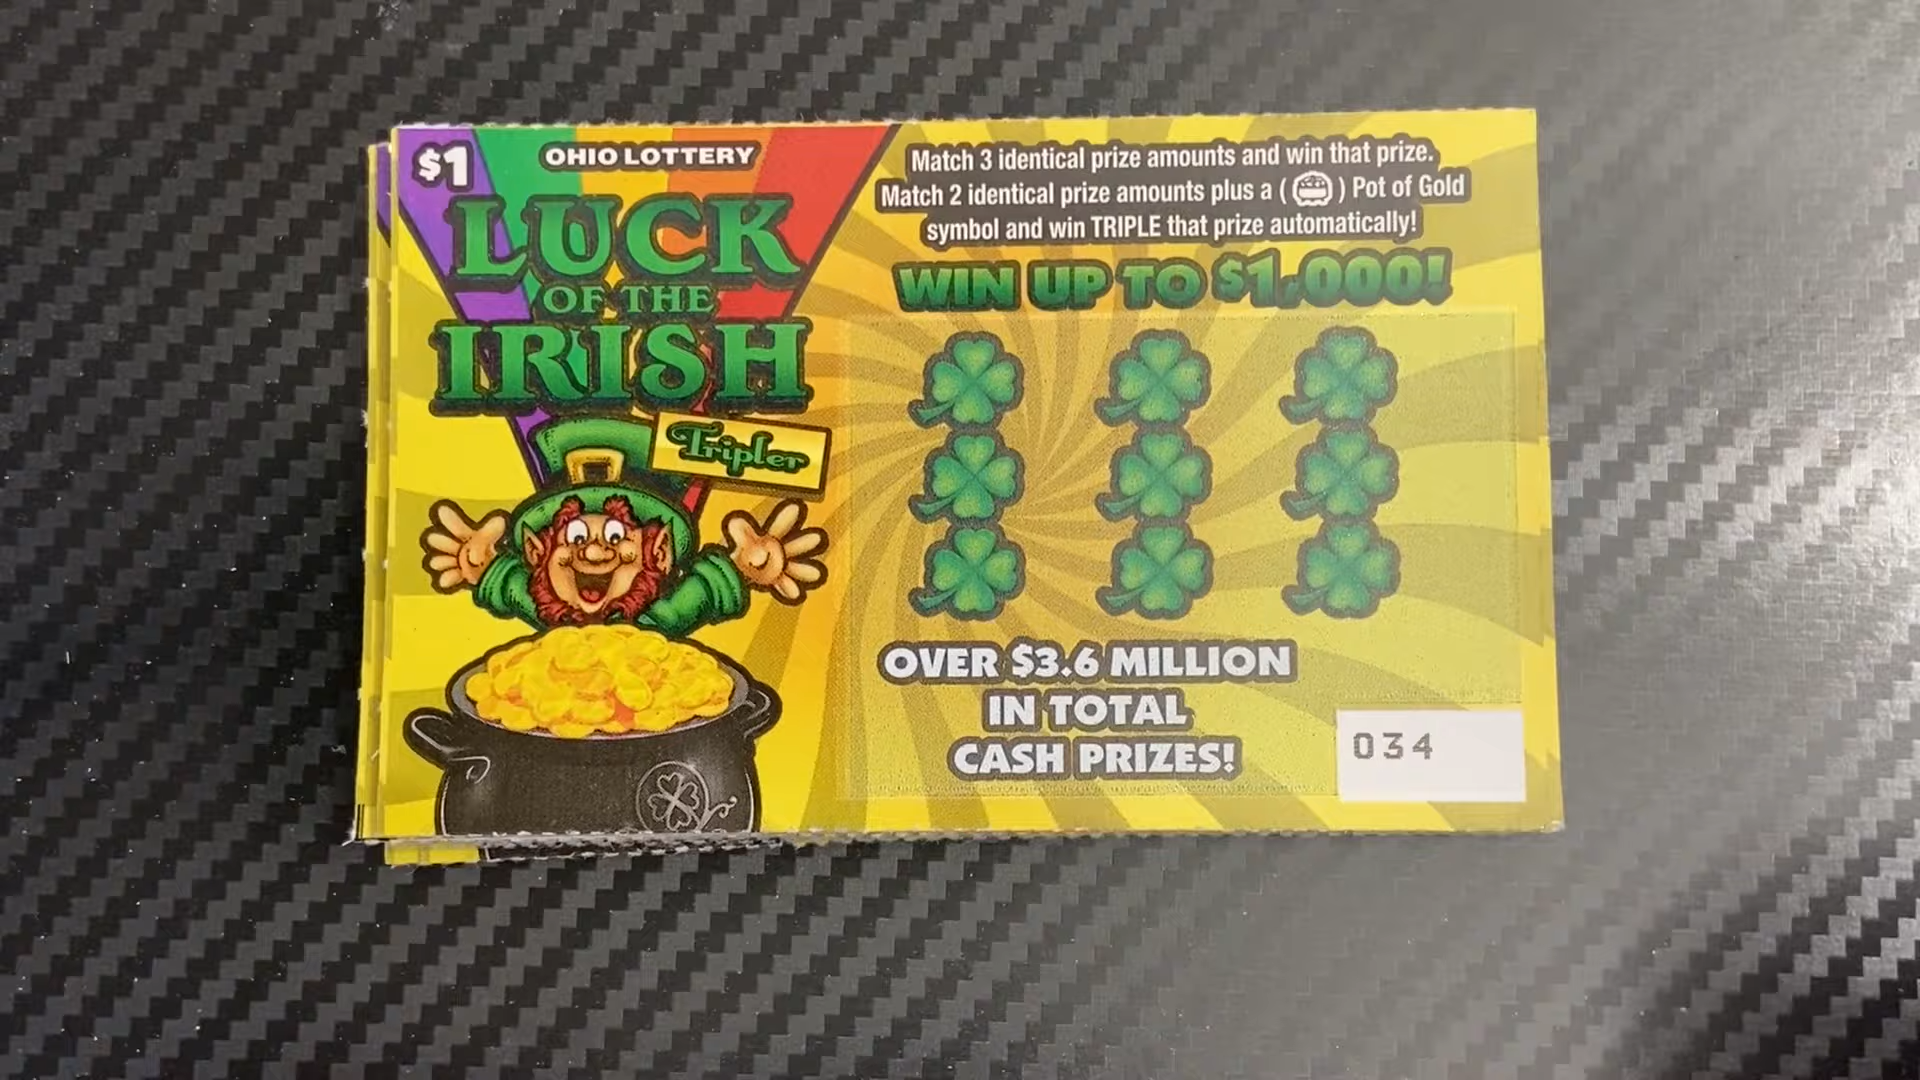 $1
OHIO LOTTERY
LUCK
OF THE
IRISH
Tripler
Match 3 identical prize amounts and win that prize.
Match 2 identical prize amounts plus a ( ) Pot of Gold
symbol and win TRIPLE that prize automatically!
WIN UP TO $1,000!
OVER $3.6 MILLION
IN TOTAL
CASH PRIZES!
034